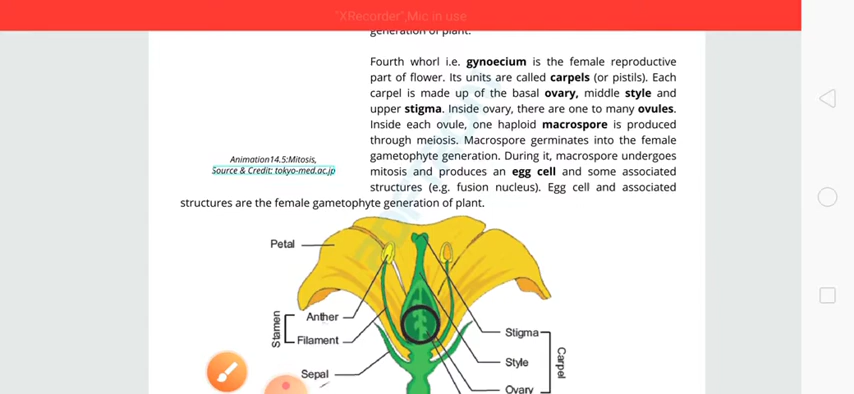 "XRecorder",Mic in use
generation of plant.
Fourth whorl i.e. gynoecium is the female reproductive
part of flower. Its units are called carpels (or pistils). Each
carpel is made up of the basal ovary, middle style and
upper stigma. Inside ovary, there are one to many ovules.
Inside each ovule, one haploid macrospore is produced
through meiosis. Macrospore germinates into the female
gametophyte generation. During it, macrospore undergoes
mitosis and produces an egg cell and some associated
structures (e.g. fusion nucleus). Egg cell and associated
structures are the female gametophyte generation of plant.
Animation14.5:Mitosis,
Source & Credit: tokyo-med.ac.jp
Petal
Stamen
Anther
Filament
Sepal
Stigma
Style
Ovary
Carpel